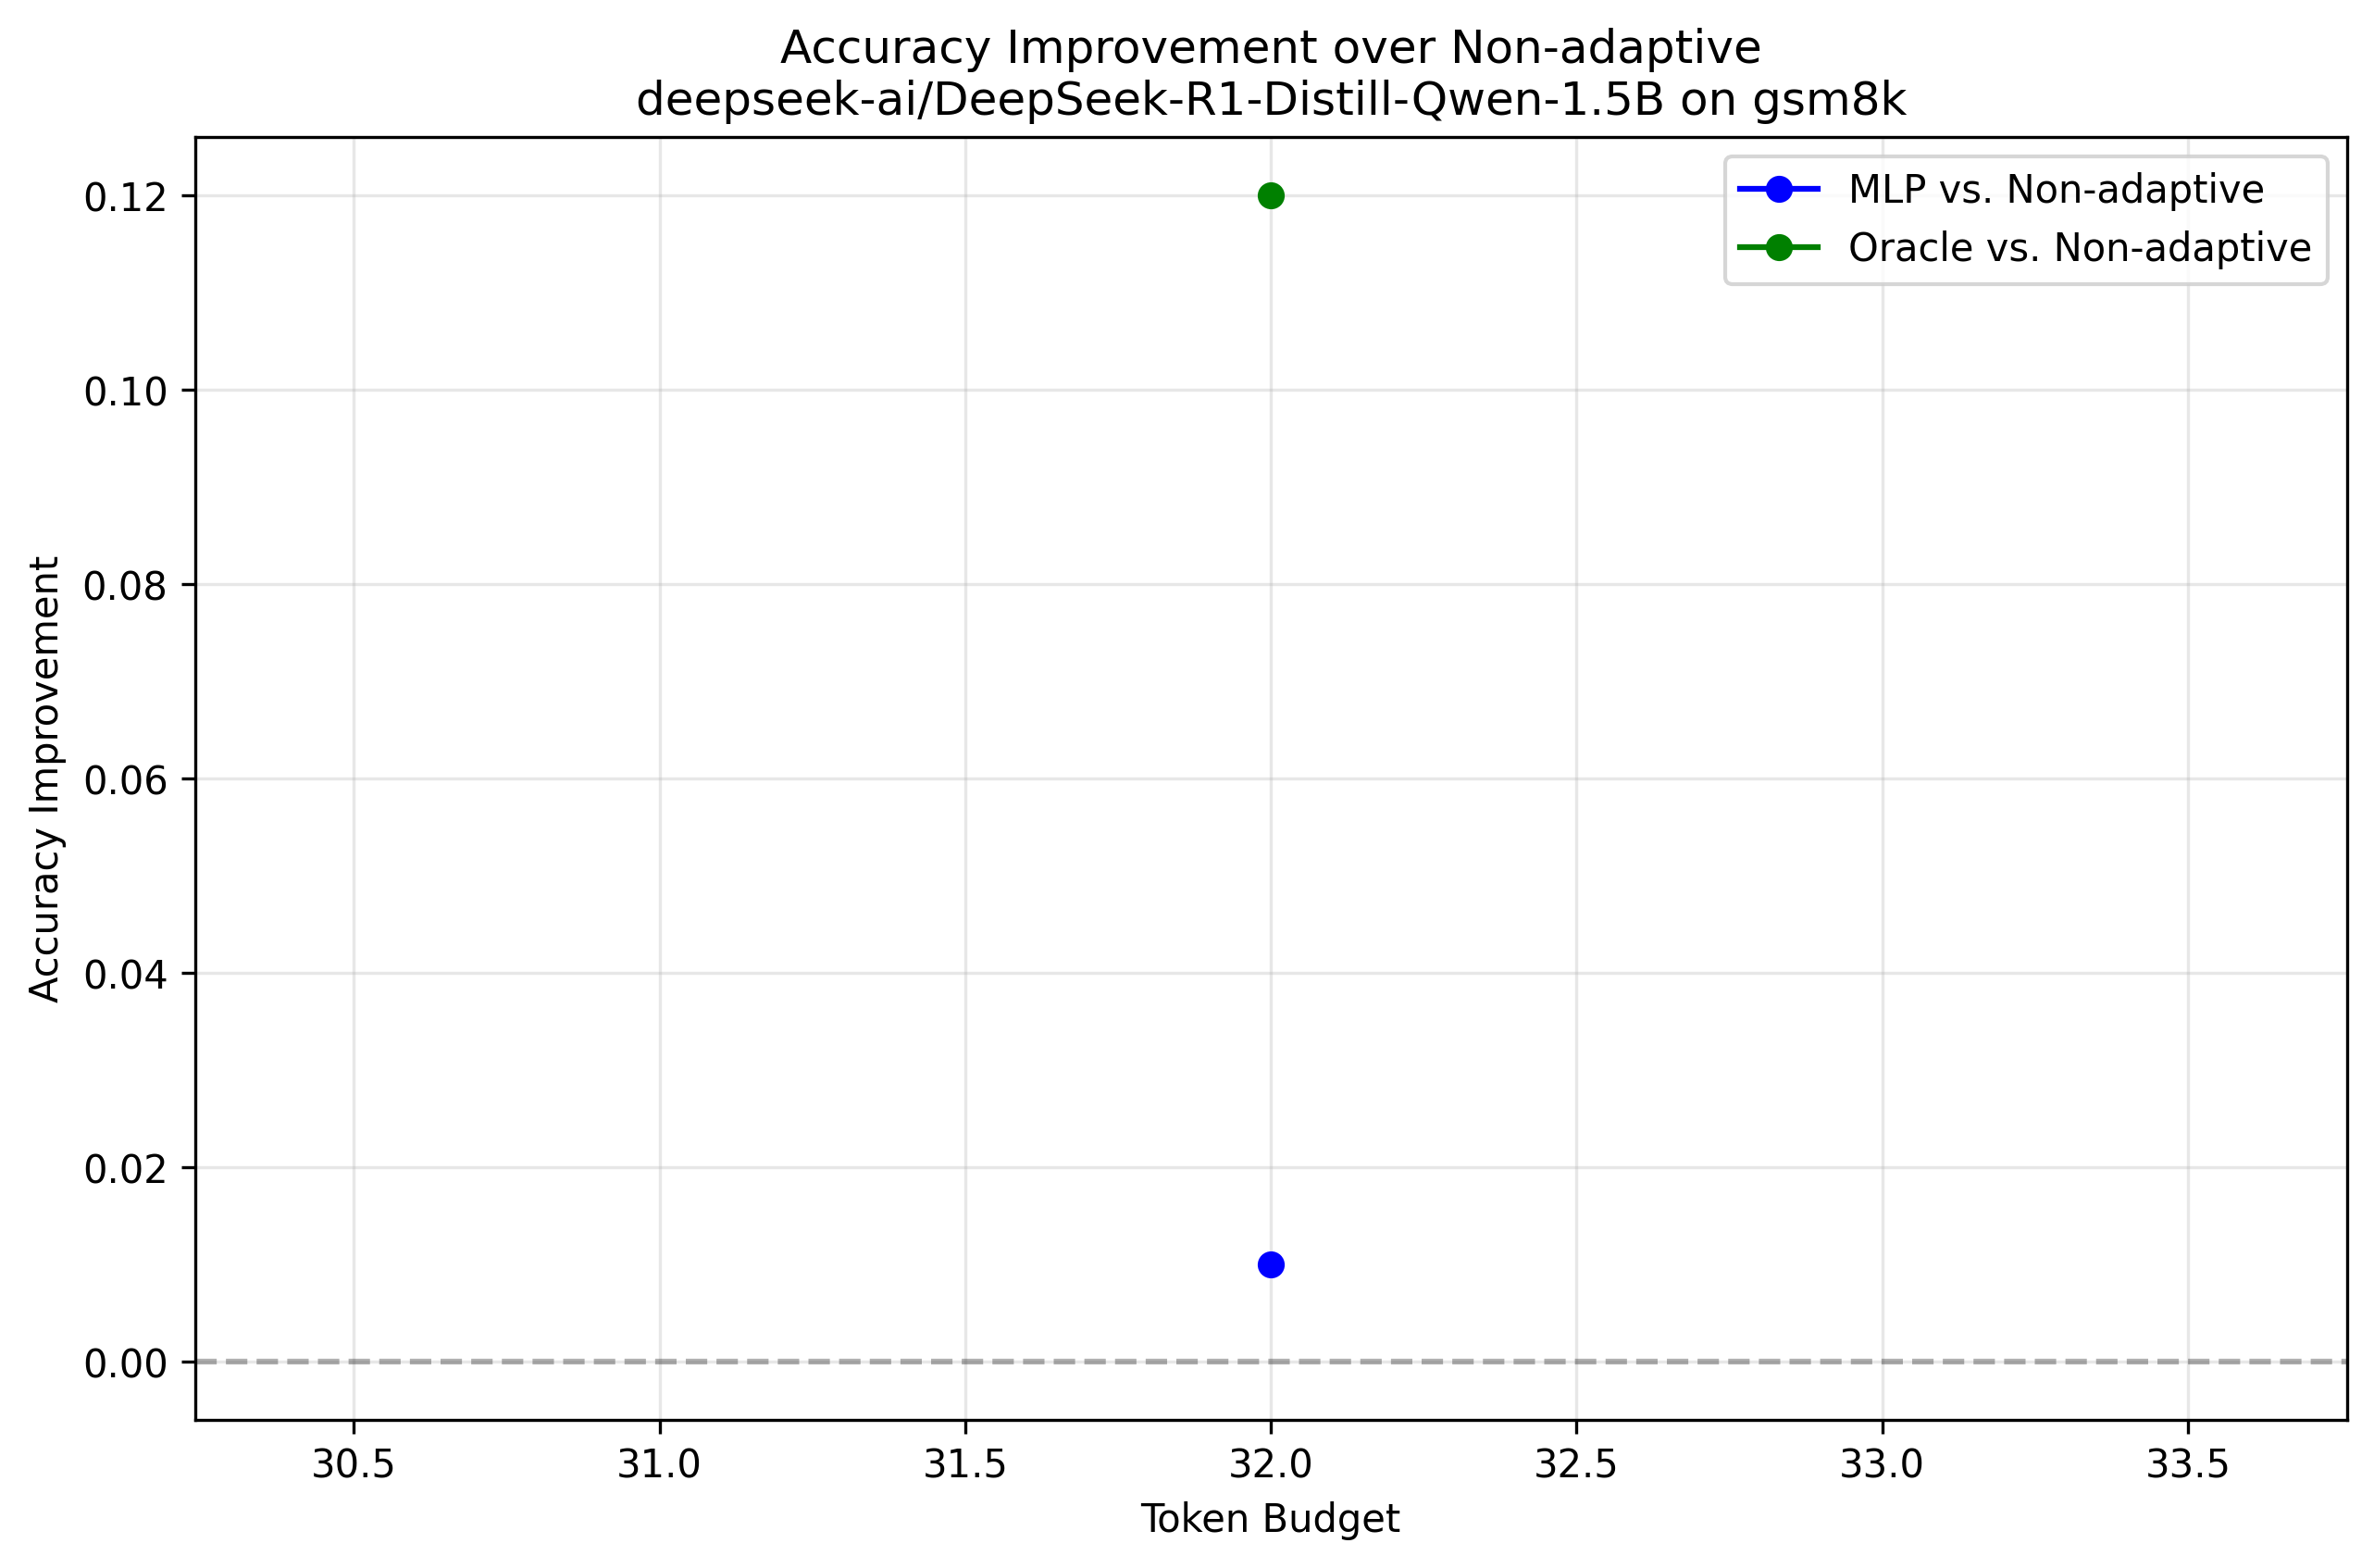 Accuracy Improvement over Non-adaptive
deepseek-ai/DeepSeek-R1-Distill-Qwen-1.5B on gsm8k
MLP vs. Non-adaptive
Oracle vs. Non-adaptive
Accuracy Improvement
0.12
0.10
0.08
0.06
0.04
0.02
0.00
30.5 31.0 31.5 32.0 32.5 33.0 33.5
Token Budget